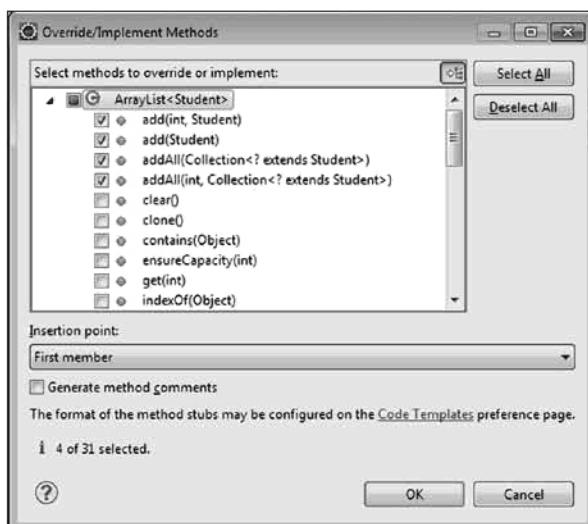 Override/Implement Methods
Select methods to override or implement:
Select All
Deselect All
ArrayList<Student>
add(int, Student)
add(Student)
addAll(Collection<? extends Student>)
addAll(int, Collection<? extends Student>)
clear()
clone()
contains(Object)
ensureCapacity(int)
get(int)
indexOf(Object)
Insertion point:
First member
Generate method comments
The format of the method stubs may be configured on the Code Templates preference page.
i 4 of 31 selected.
?
OK
Cancel